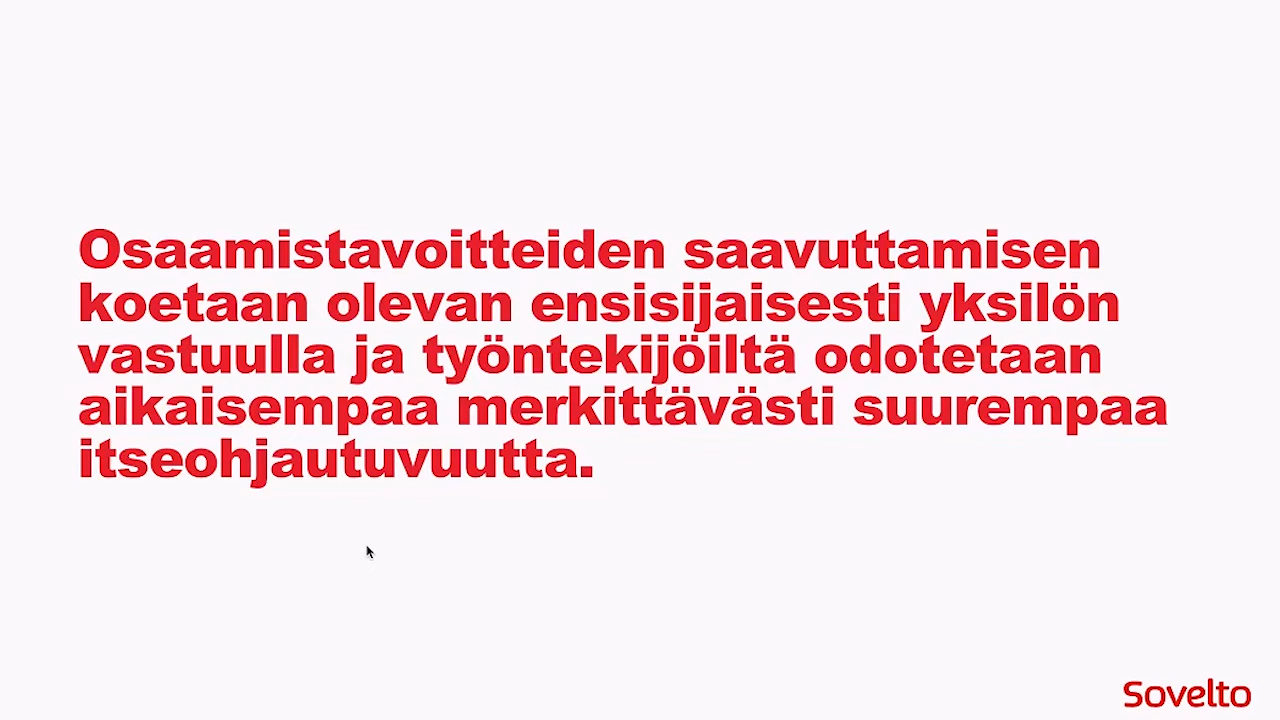 Osaamistavoitteiden saavuttamisen
koetaan olevan ensisijaisesti yksilön
vastuulla ja työntekijöiltä odotetaan
aikaisempaa merkittävästi suurempaa
itseohjautuvuutta.
Sovelto